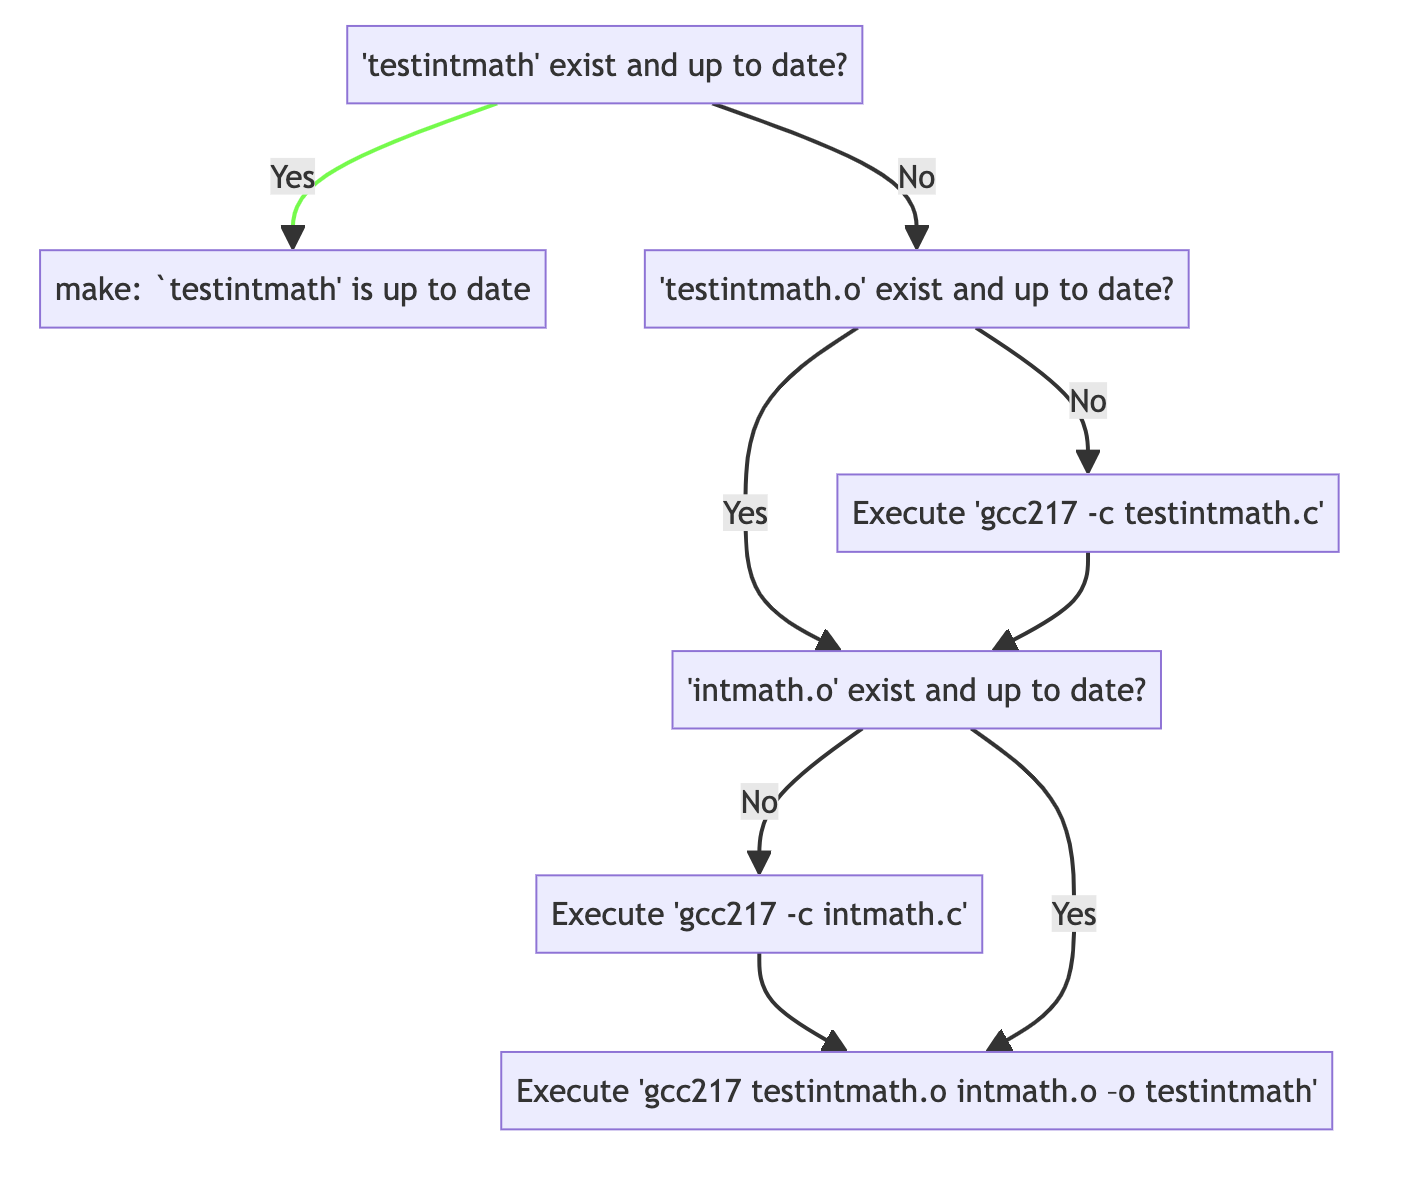 'testintmath' exist and up to date?
Yes
No
make: `testintmath' is up to date
'testintmath.o' exist and up to date?
No
Yes
Execute 'gcc217 -c testintmath.c'
'intmath.o' exist and up to date?
No
Execute 'gcc217 -c intmath.c'
Yes
Execute 'gcc217 testintmath.o intmath.o –o testintmath'